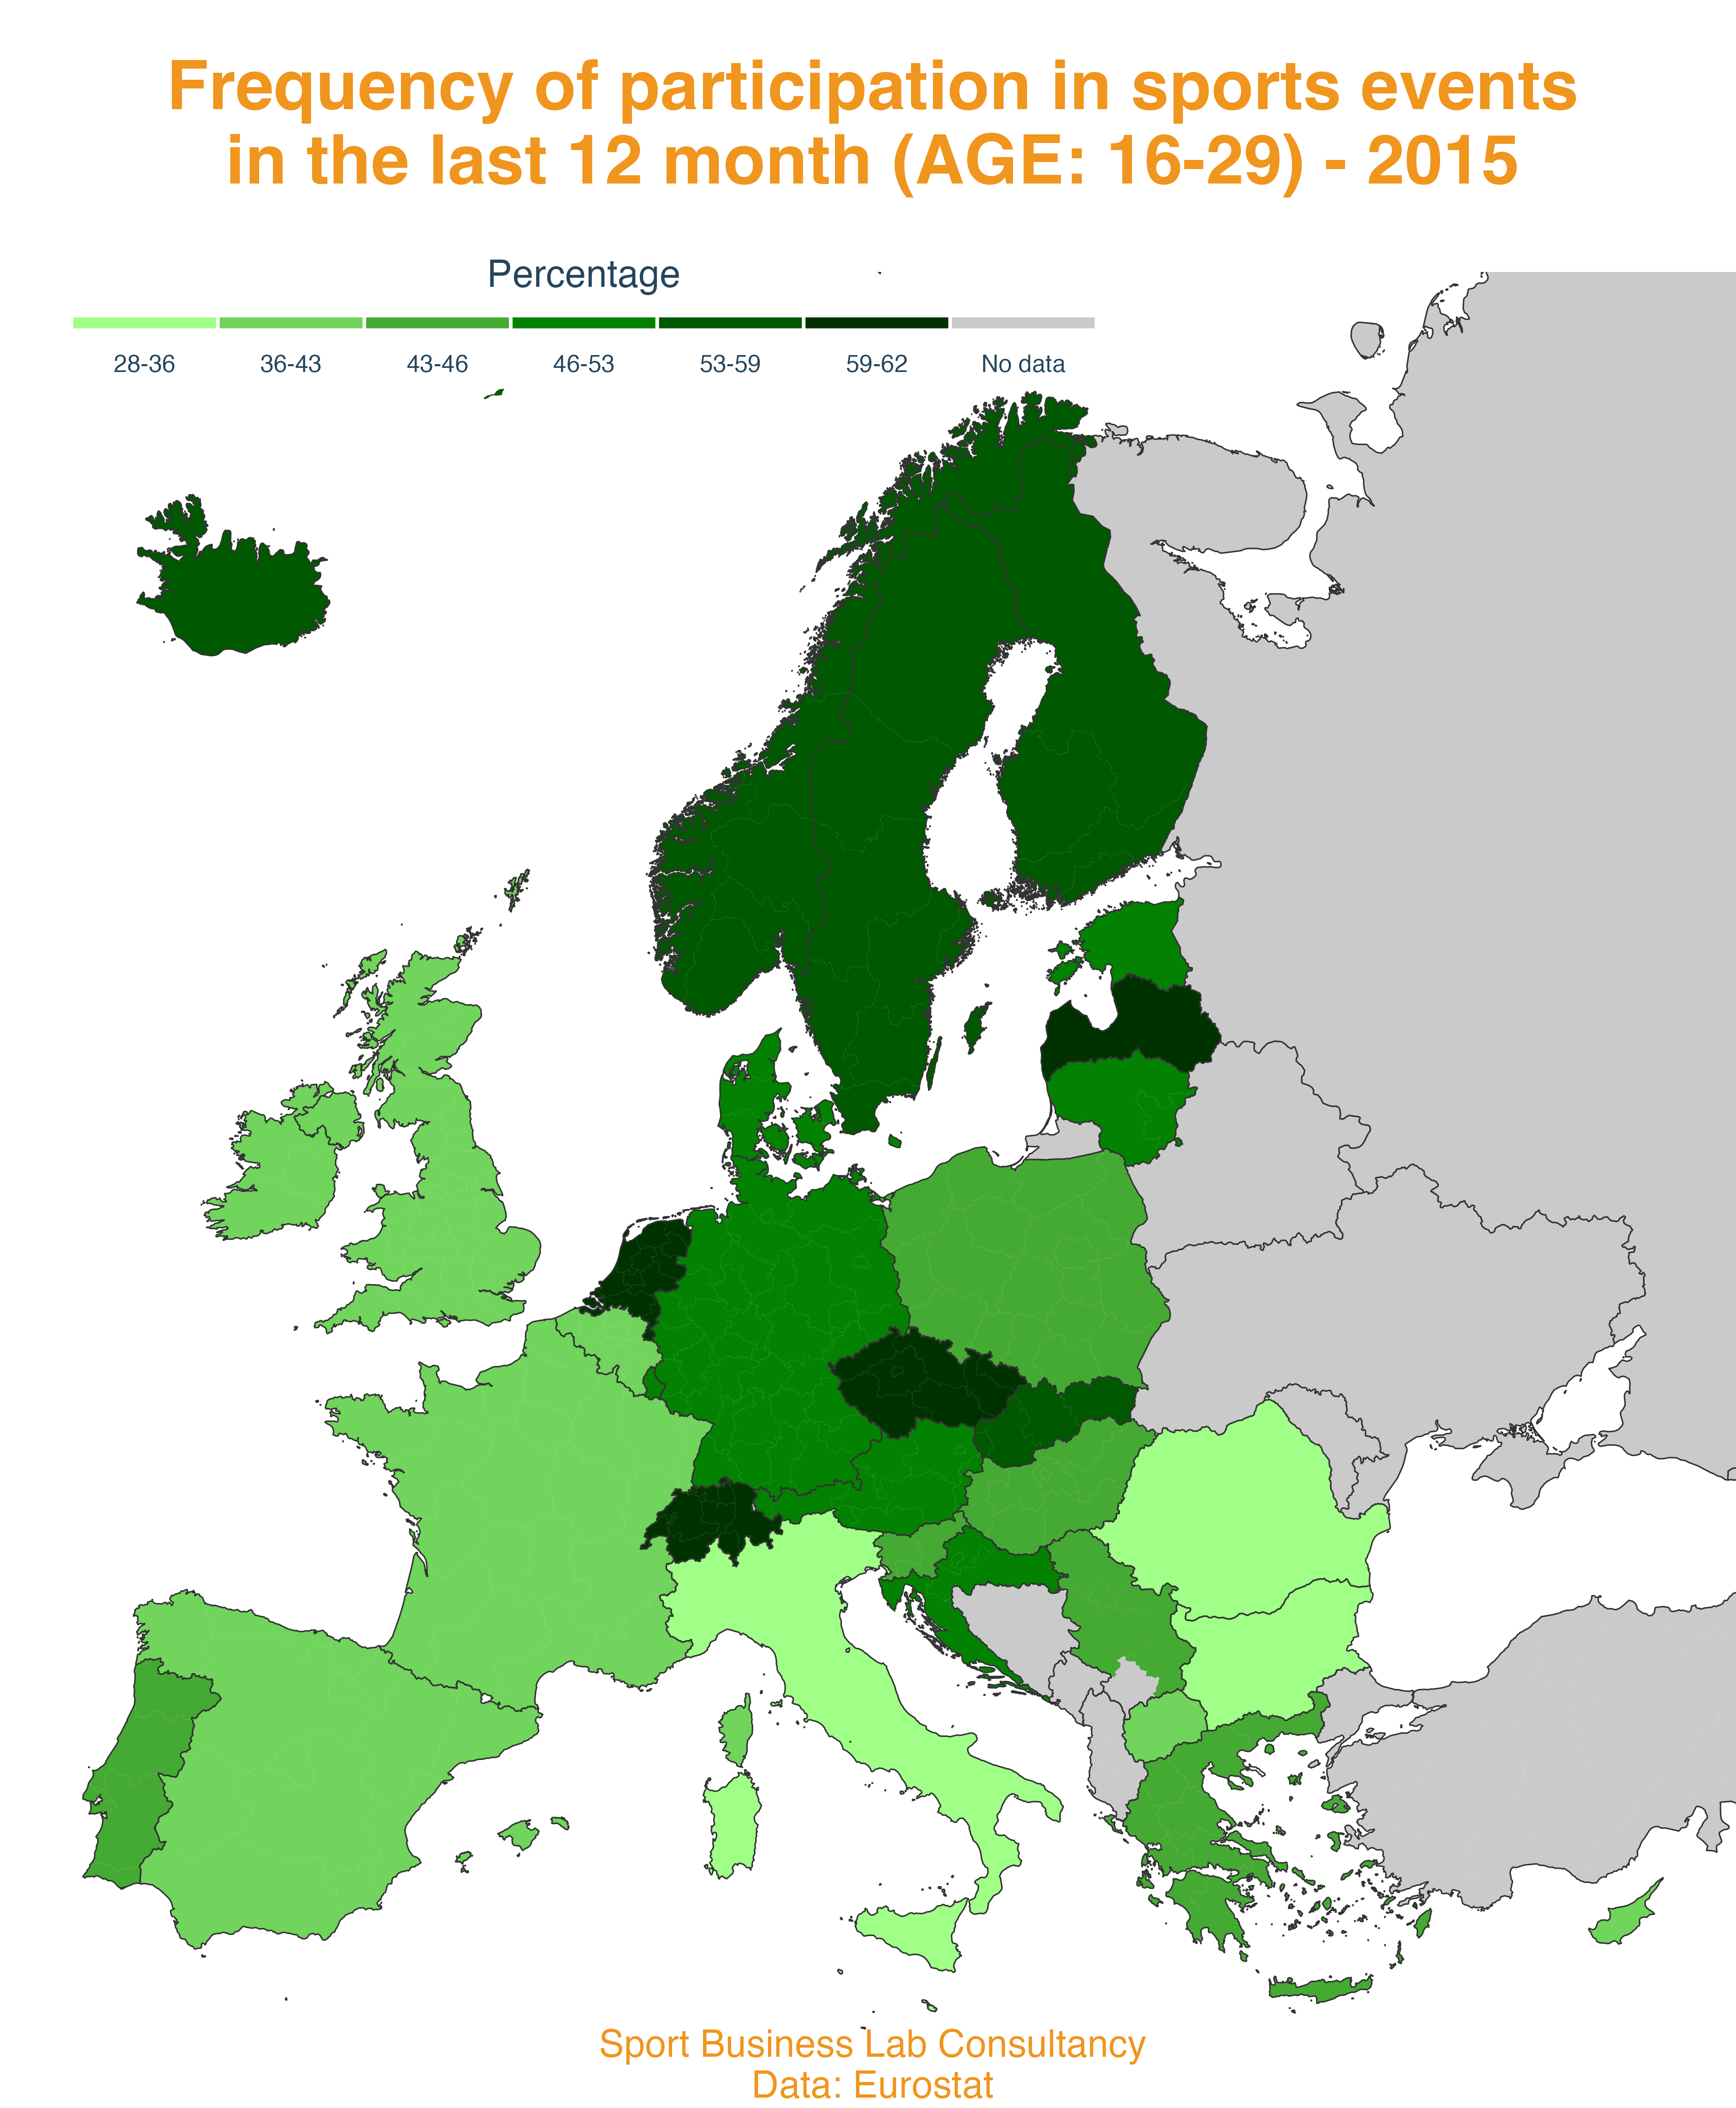 Frequency of participation in sports events
in the last 12 month (AGE: 16-29) - 2015
Percentage
28-36 36-43 43-46 46-53 53-59 59-62 No data
Sport Business Lab Consultancy
Data: Eurostat